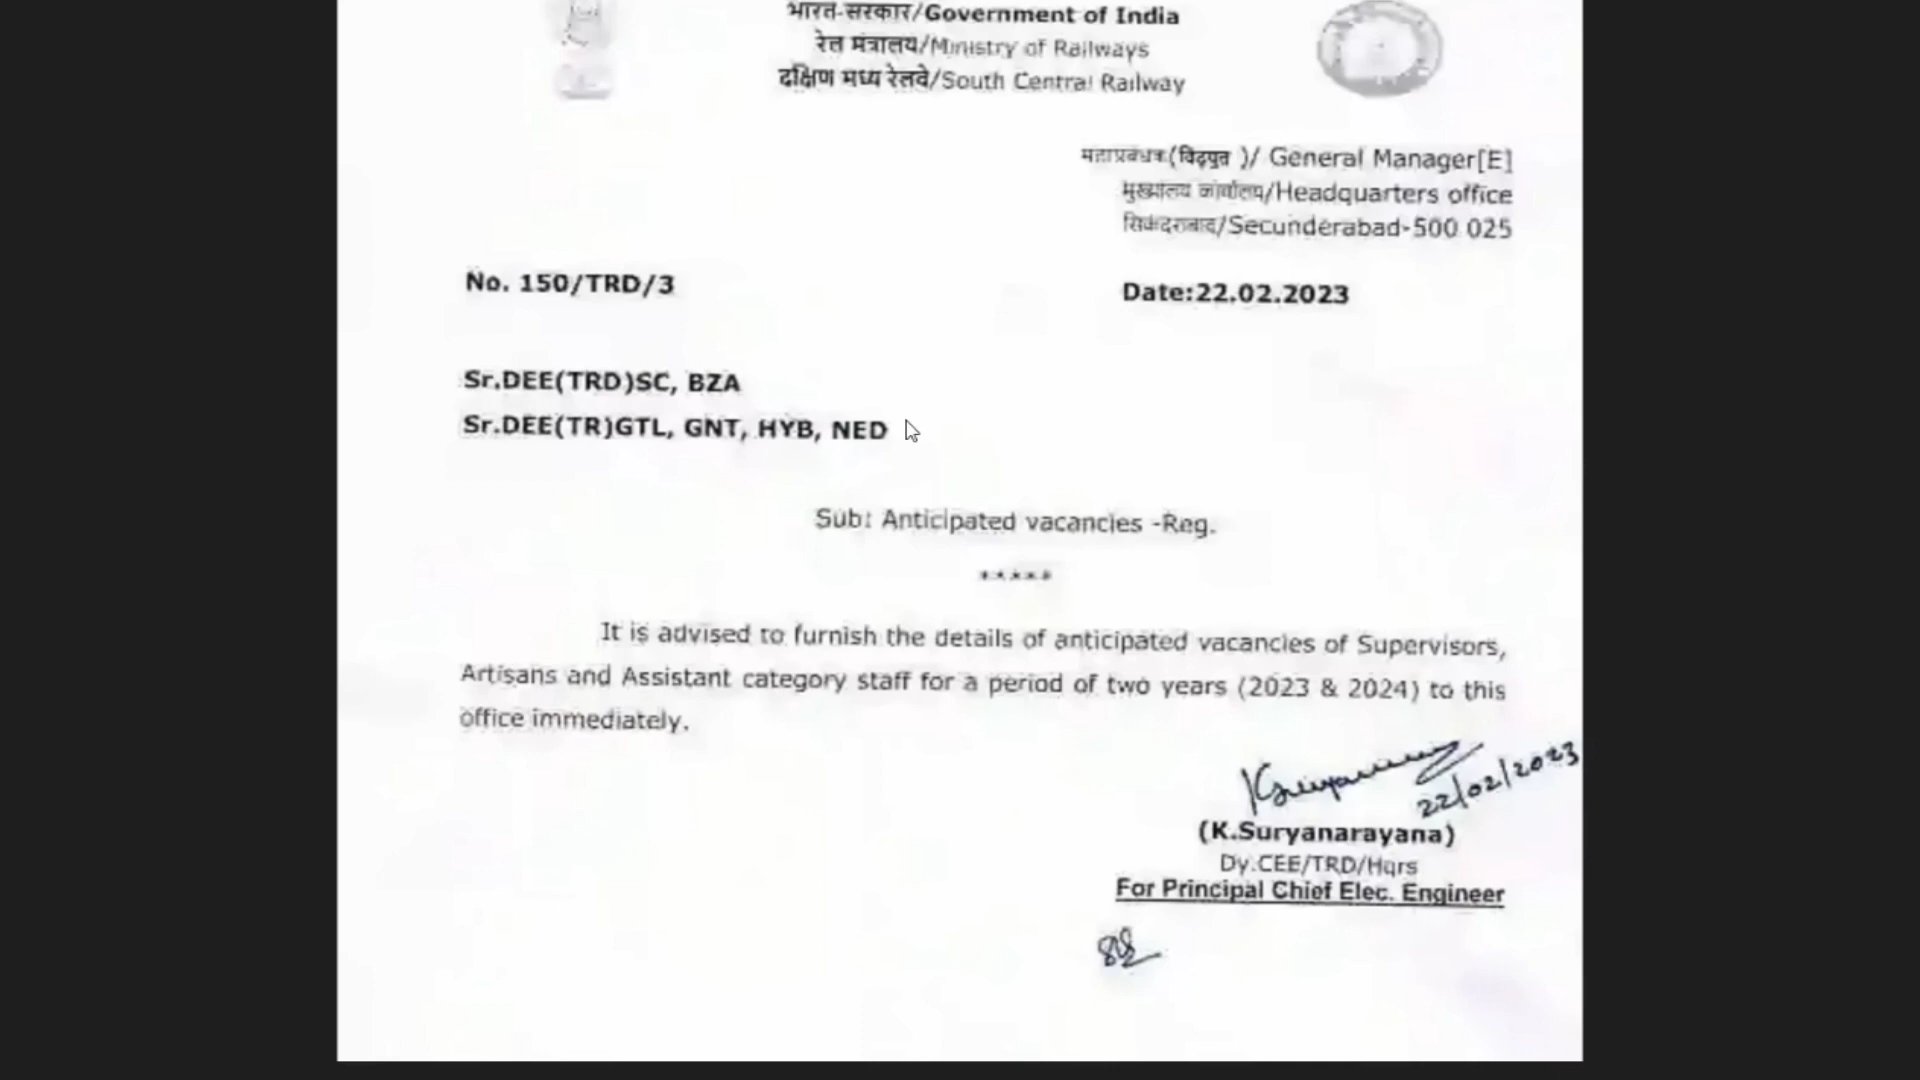 भारत-सरकार/Government of India
रेल मंत्रालय/Ministry of Railways
दक्षिण मध्य रेलवे/South Central Railway
महाप्रबंधक(विद्युत )/ General Manager[E]
मुख्यालय कार्यालय/Headquarters office
सिकंदराबाद/Secunderabad-500 025
No. 150/TRD/3
Date:22.02.2023
Sr.DEE(TRD)SC, BZA
Sr.DEE(TR)GTL, GNT, HYB, NED
Sub: Anticipated vacancies -Reg.
*****
It is advised to furnish the details of anticipated vacancies of Supervisors,
Artisans and Assistant category staff for a period of two years (2023 & 2024) to this
office immediately.
22/02/2023
(K.Suryanarayana)
Dy.CEE/TRD/Hqrs
For Principal Chief Elec. Engineer